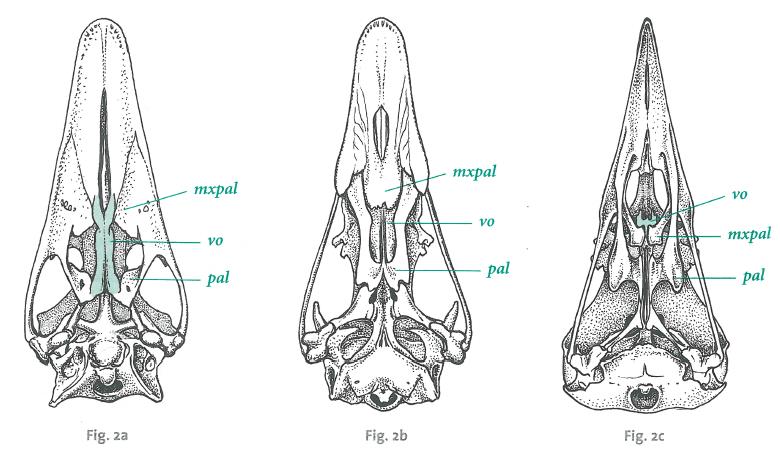 mxpal
vo
pal
mxpal
vo
pal
vo
mxpal
pal
Fig. 2a
Fig. 2b
Fig. 2c